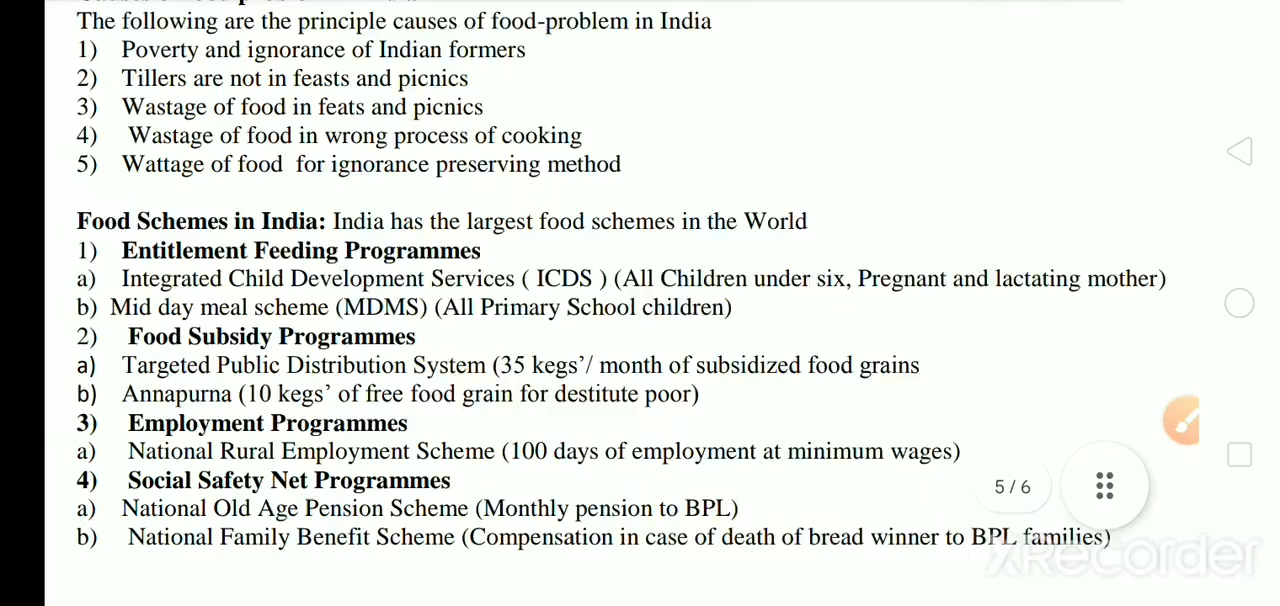 The following are the principle causes of food-problem in India
1) Poverty and ignorance of Indian formers
2) Tillers are not in feasts and picnics
3) Wastage of food in feats and picnics
4) Wastage of food in wrong process of cooking
5) Wattage of food for ignorance preserving method
Food Schemes in India: India has the largest food schemes in the World
1) Entitlement Feeding Programmes
a) Integrated Child Development Services ( ICDS ) (All Children under six, Pregnant and lactating mother)
b) Mid day meal scheme (MDMS) (All Primary School children)
2) Food Subsidy Programmes
a) Targeted Public Distribution System (35 kegs’/ month of subsidized food grains
b) Annapurna (10 kegs’ of free food grain for destitute poor)
3) Employment Programmes
a) National Rural Employment Scheme (100 days of employment at minimum wages)
4) Social Safety Net Programmes
5 / 6
a) National Old Age Pension Scheme (Monthly pension to BPL)
b) National Family Benefit Scheme (Compensation in case of death of bread winner to BPL families)
XRecorder